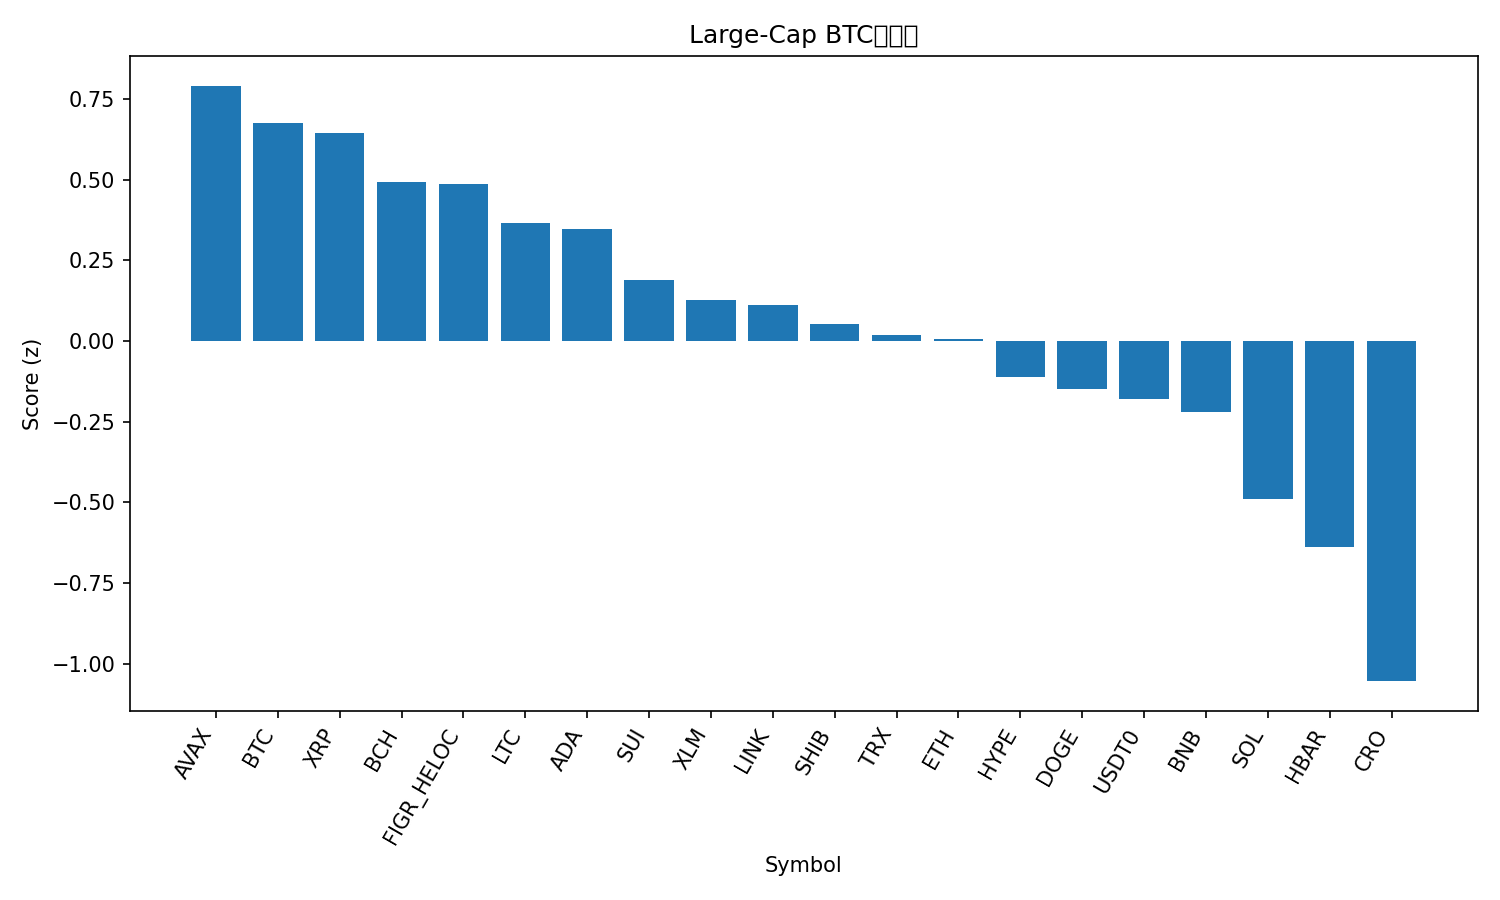 Large-Cap BTC
0.75
0.50
0.25
0.00
−0.25
−0.50
−0.75
−1.00
Score (z)
AVAX
BTC
XRP
BCH
FIGR_HELOC
LTC
ADA
SUI
XLM
LINK
SHIB
TRX
ETH
HYPE
DOGE
USDT0
BNB
SOL
HBAR
CRO
Symbol